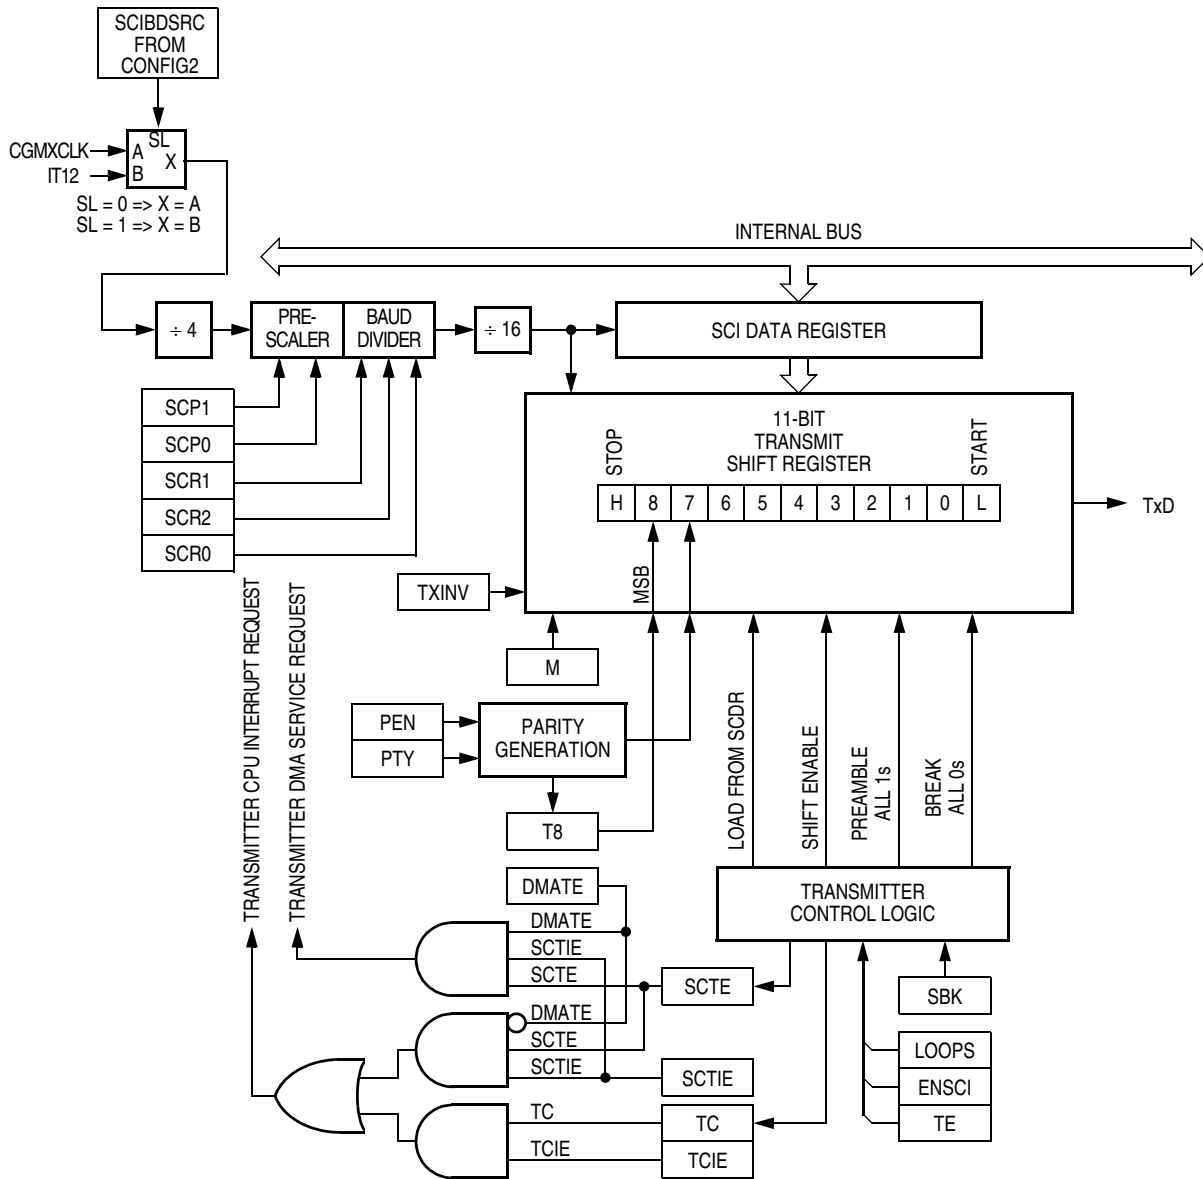 SCIBDSRC
FROM
CONFIG2
SL
CGMXCLK
A
X
IT12
B
SL = 0 => X = A
SL = 1 => X = B
INTERNAL BUS
÷ 4
PRE-
SCALER
BAUD
DIVIDER
÷ 16
SCI DATA REGISTER
SCP1
SCP0
SCR1
SCR2
SCR0
11-BIT
TRANSMIT
SHIFT REGISTER
STOP
START
H 8 7 6 5 4 3 2 1 0 L
TxD
MSB
TXINV
M
PEN
PTY
PARITY
GENERATION
T8
TRANSMITTER CPU INTERRUPT REQUEST
TRANSMITTER DMA SERVICE REQUEST
LOAD FROM SCDR
SHIFT ENABLE
PREAMBLE
ALL 1s
BREAK
ALL 0s
TRANSMITTER
CONTROL LOGIC
DMATE
DMATE
SCTIE
SCTE
SCTE
SBK
DMATE
SCTE
SCTIE
SCTIE
LOOPS
ENSCI
TE
TC
TC
TCIE
TCIE